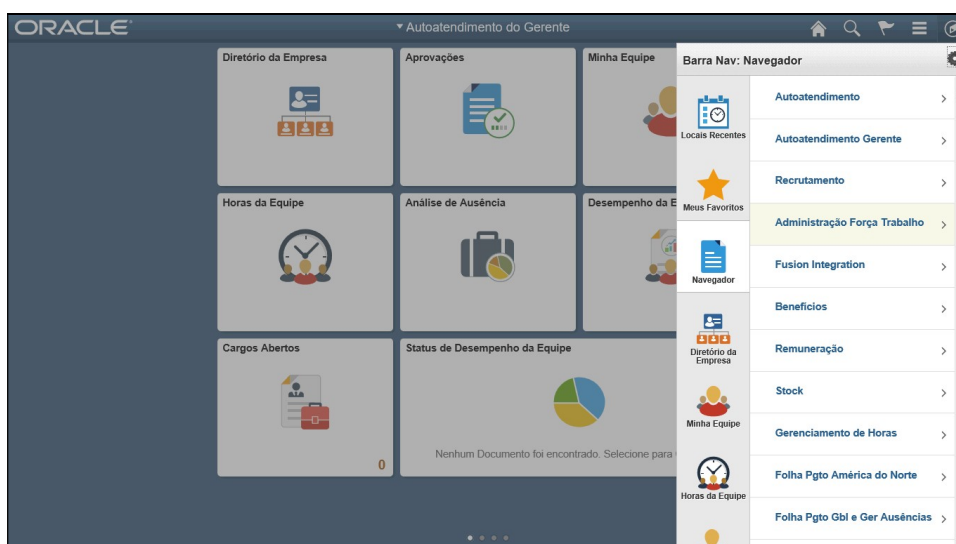 ORACLE
Autoatendimento do Gerente
Diretório da Empresa
Aprovações
Minha Equipe
Horas da Equipe
Análise de Ausência
Desempenho da E
Cargos Abertos
0
Status de Desempenho da Equipe
Nenhum Documento foi encontrado. Selecione para
Barra Nav: Navegador
Locais Recentes
Meus Favoritos
Navegador
Diretório da
Empresa
Minha Equipe
Horas da Equipe
Autoatendimento
Autoatendimento Gerente
Recrutamento
Administração Força Trabalho
Fusion Integration
Benefícios
Remuneração
Stock
Gerenciamento de Horas
Folha Pgto América do Norte
Folha Pgto Gbl e Ger Ausências